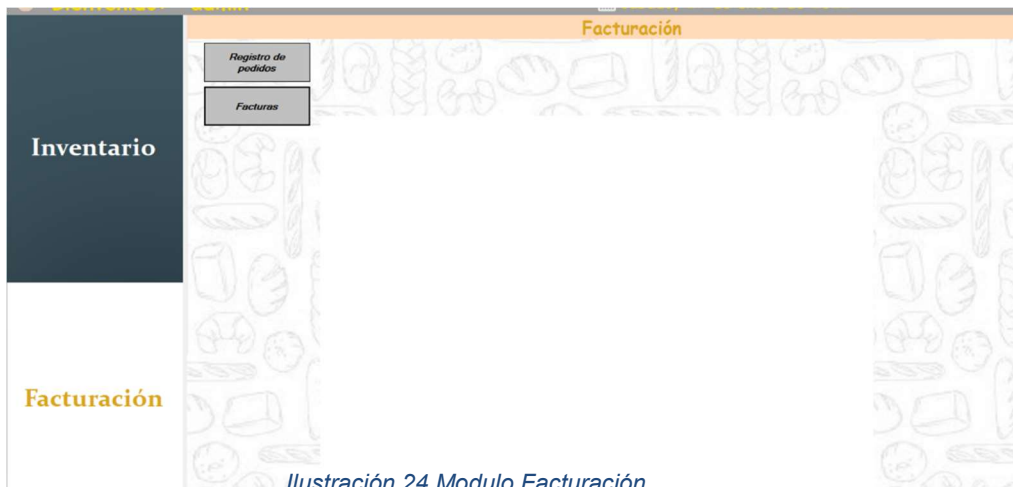 Facturación
Registro de
pedidos
Facturas
Inventario
Facturación
Ilustración 24 Modulo Facturación